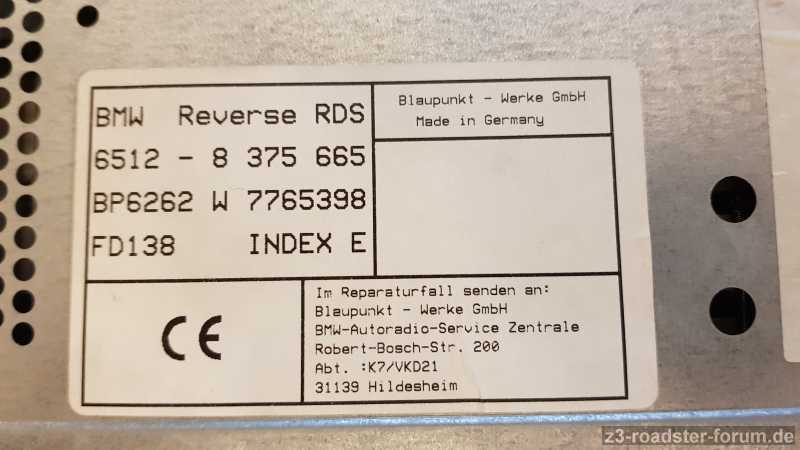 BMW Reverse RDS
6512 - 8 375 665
BP6262 W 7765398
FD138 INDEX E
Blaupunkt - Werke GmbH
Made in Germany
CE
Im Reparaturfall senden an:
Blaupunkt - Werke GmbH
BMW-Autoradio-Service Zentrale
Robert-Bosch-Str. 200
Abt. :K7/VKD21
31139 Hildesheim
z3-roadster-forum.de